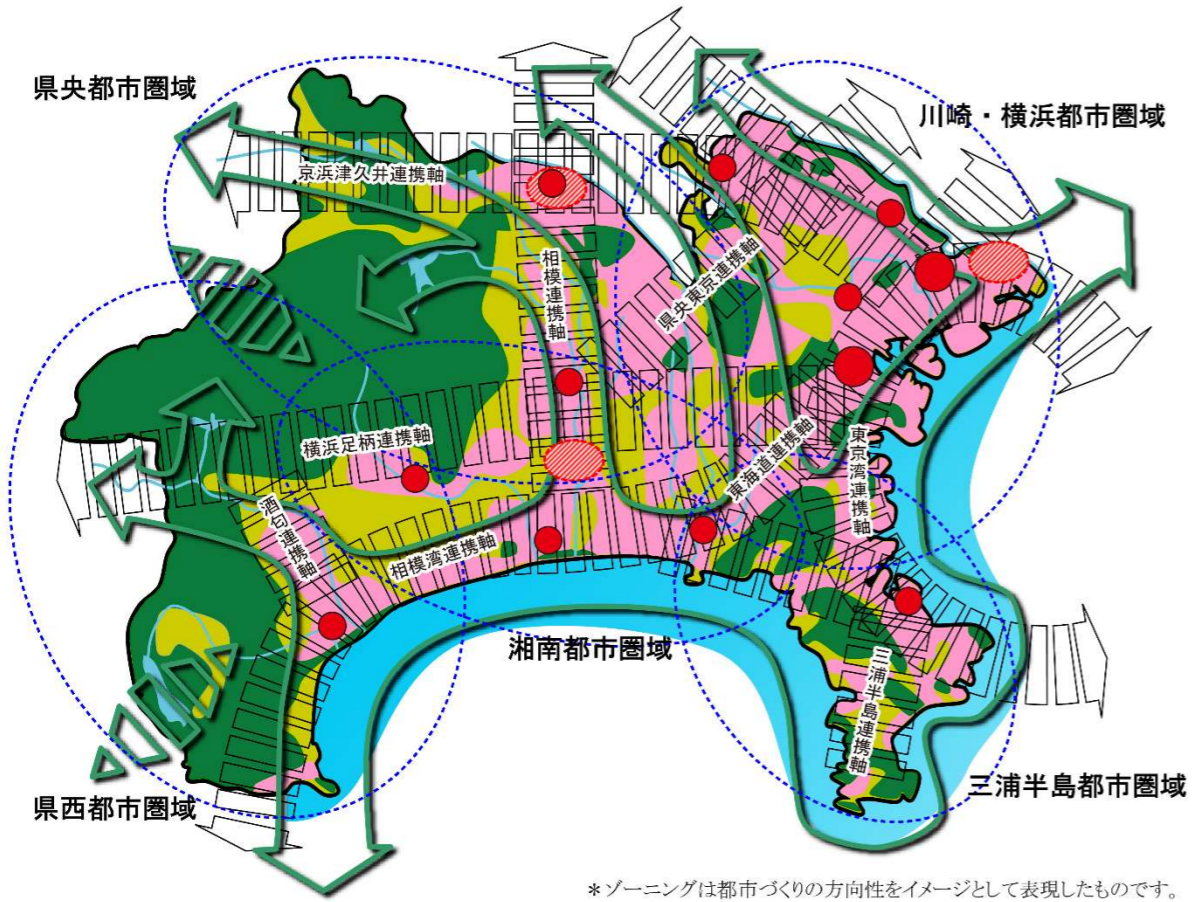 県央都市圏域
川崎・横浜都市圏域
京浜津久井連携軸
相模連携軸
県央東京連携軸
横浜足柄連携軸
東海道連携軸
東京湾連携軸
酒匂連携軸
相模湾連携軸
湘南都市圏域
三浦半島連携軸
三浦半島都市圏域
県西都市圏域
＊ゾーニングは都市づくりの方向性をイメージとして表現したものです。